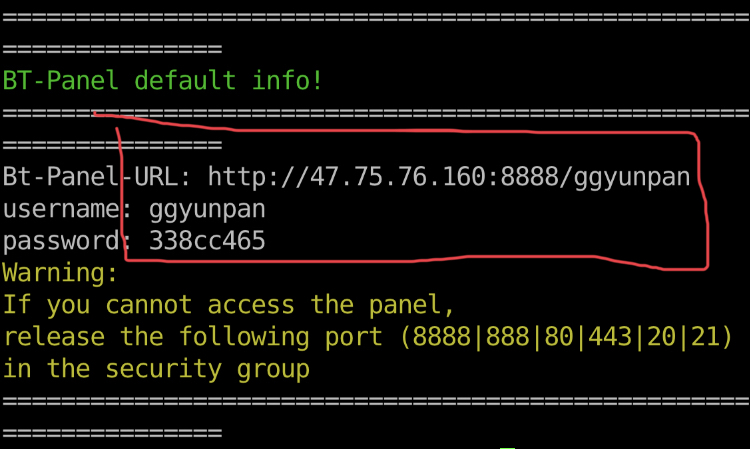 ==================================================
===============
BT-Panel default info!
==================================================
===============
Bt-Panel-URL: http://47.75.76.160:8888/ggyunpan
username: ggyunpan
password: 338cc465
Warning:
If you cannot access the panel,
release the following port (8888|888|80|443|20|21)
in the security group
==================================================
===============